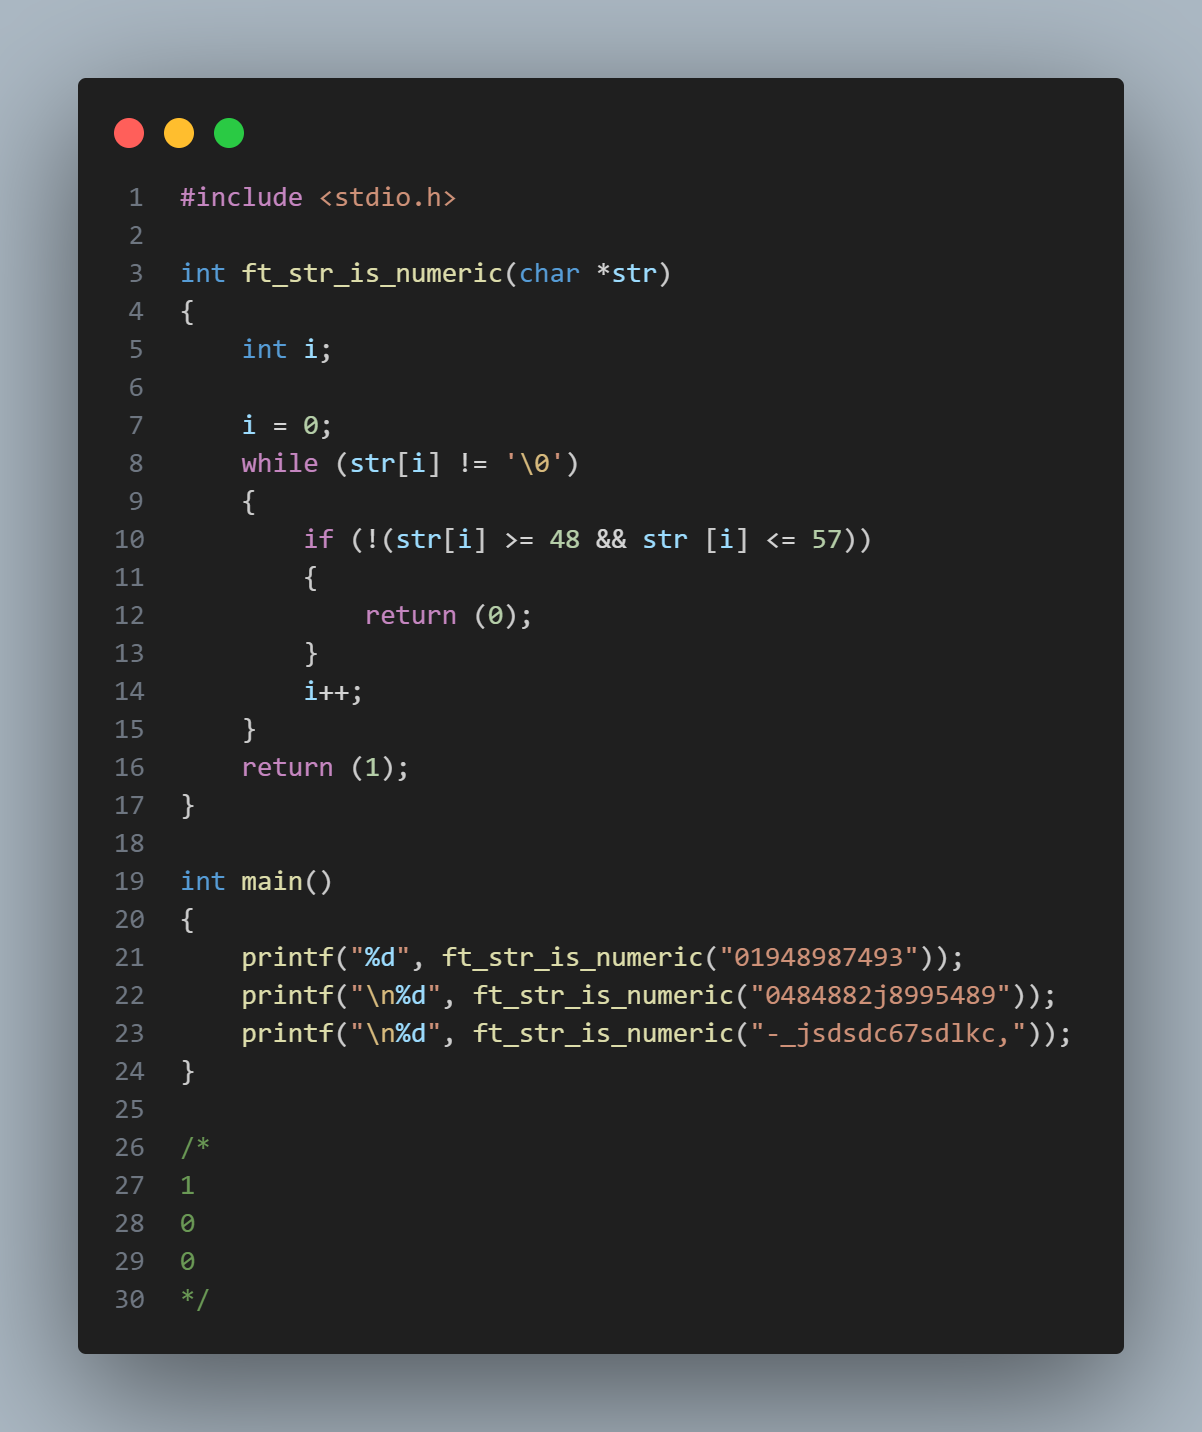 1 #include <stdio.h>
2
3 int ft_str_is_numeric(char *str)
4 {
5     int i;
6
7     i = 0;
8     while (str[i] != '\0')
9     {
10         if (!(str[i] >= 48 && str [i] <= 57))
11         {
12             return (0);
13         }
14         i++;
15     }
16     return (1);
17 }
18
19 int main()
20 {
21     printf("%d", ft_str_is_numeric("01948987493"));
22     printf("\n%d", ft_str_is_numeric("0484882j8995489"));
23     printf("\n%d", ft_str_is_numeric("-_jsdsdc67sdlkc,"));
24 }
25
26 /*
27 1
28 0
29 0
30 */